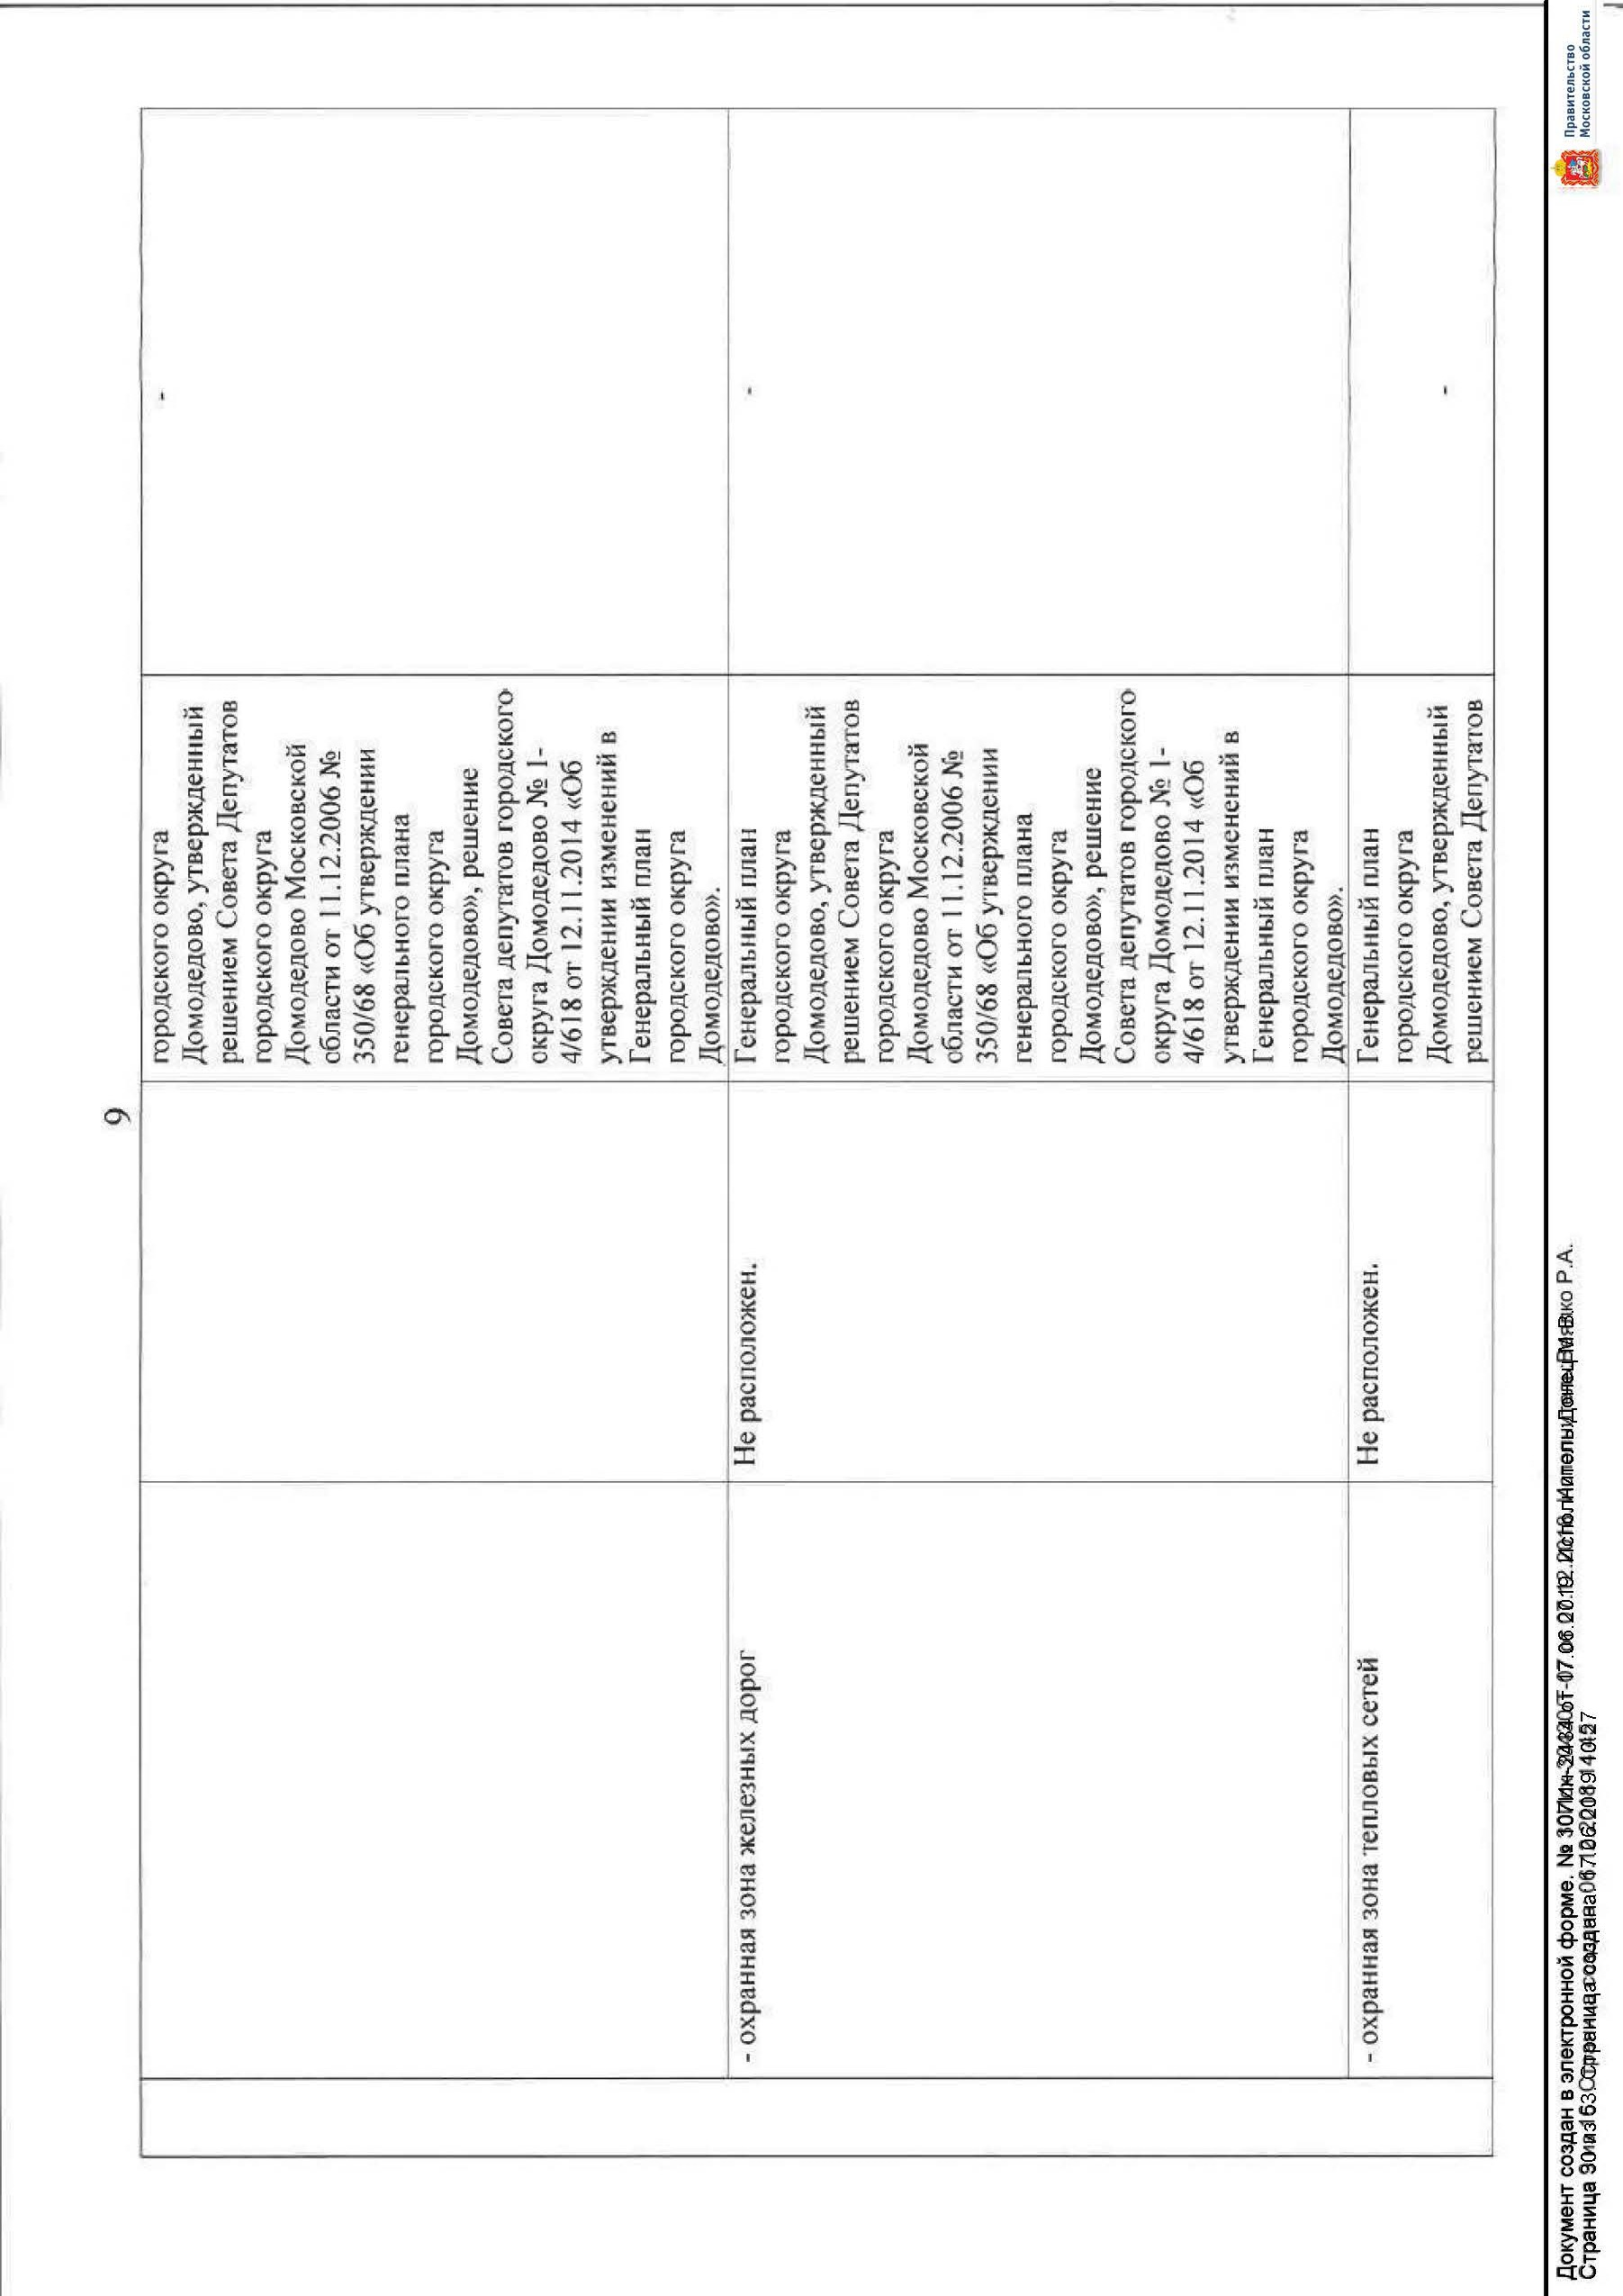 9
городского округа
Домодедово, утвержденный
решением Совета Депутатов
городского округа
Домодедово Московской
области от 11.12.2006 №
350/68 «Об утверждении
генерального плана
городского округа
Домодедово», решение
Совета депутатов городского
округа Домодедово № 1-
4/618 от 12.11.2014 «Об
утверждении изменений в
Генеральный план
городского округа
Домодедово».
-
- охранная зона железных дорог
Не расположен.
Генеральный план
городского округа
Домодедово, утвержденный
решением Совета Депутатов
городского округа
Домодедово Московской
области от 11.12.2006 №
350/68 «Об утверждении
генерального плана
городского округа
Домодедово», решение
Совета депутатов городского
округа Домодедово № 1-
4/618 от 12.11.2014 «Об
утверждении изменений в
Генеральный план
городского округа
Домодедово».
-
- охранная зона тепловых сетей
Не расположен.
Генеральный план
городского округа
Домодедово, утвержденный
решением Совета Депутатов
-
Документ создан в электронной форме. №
Страница
Правительство
Московской области